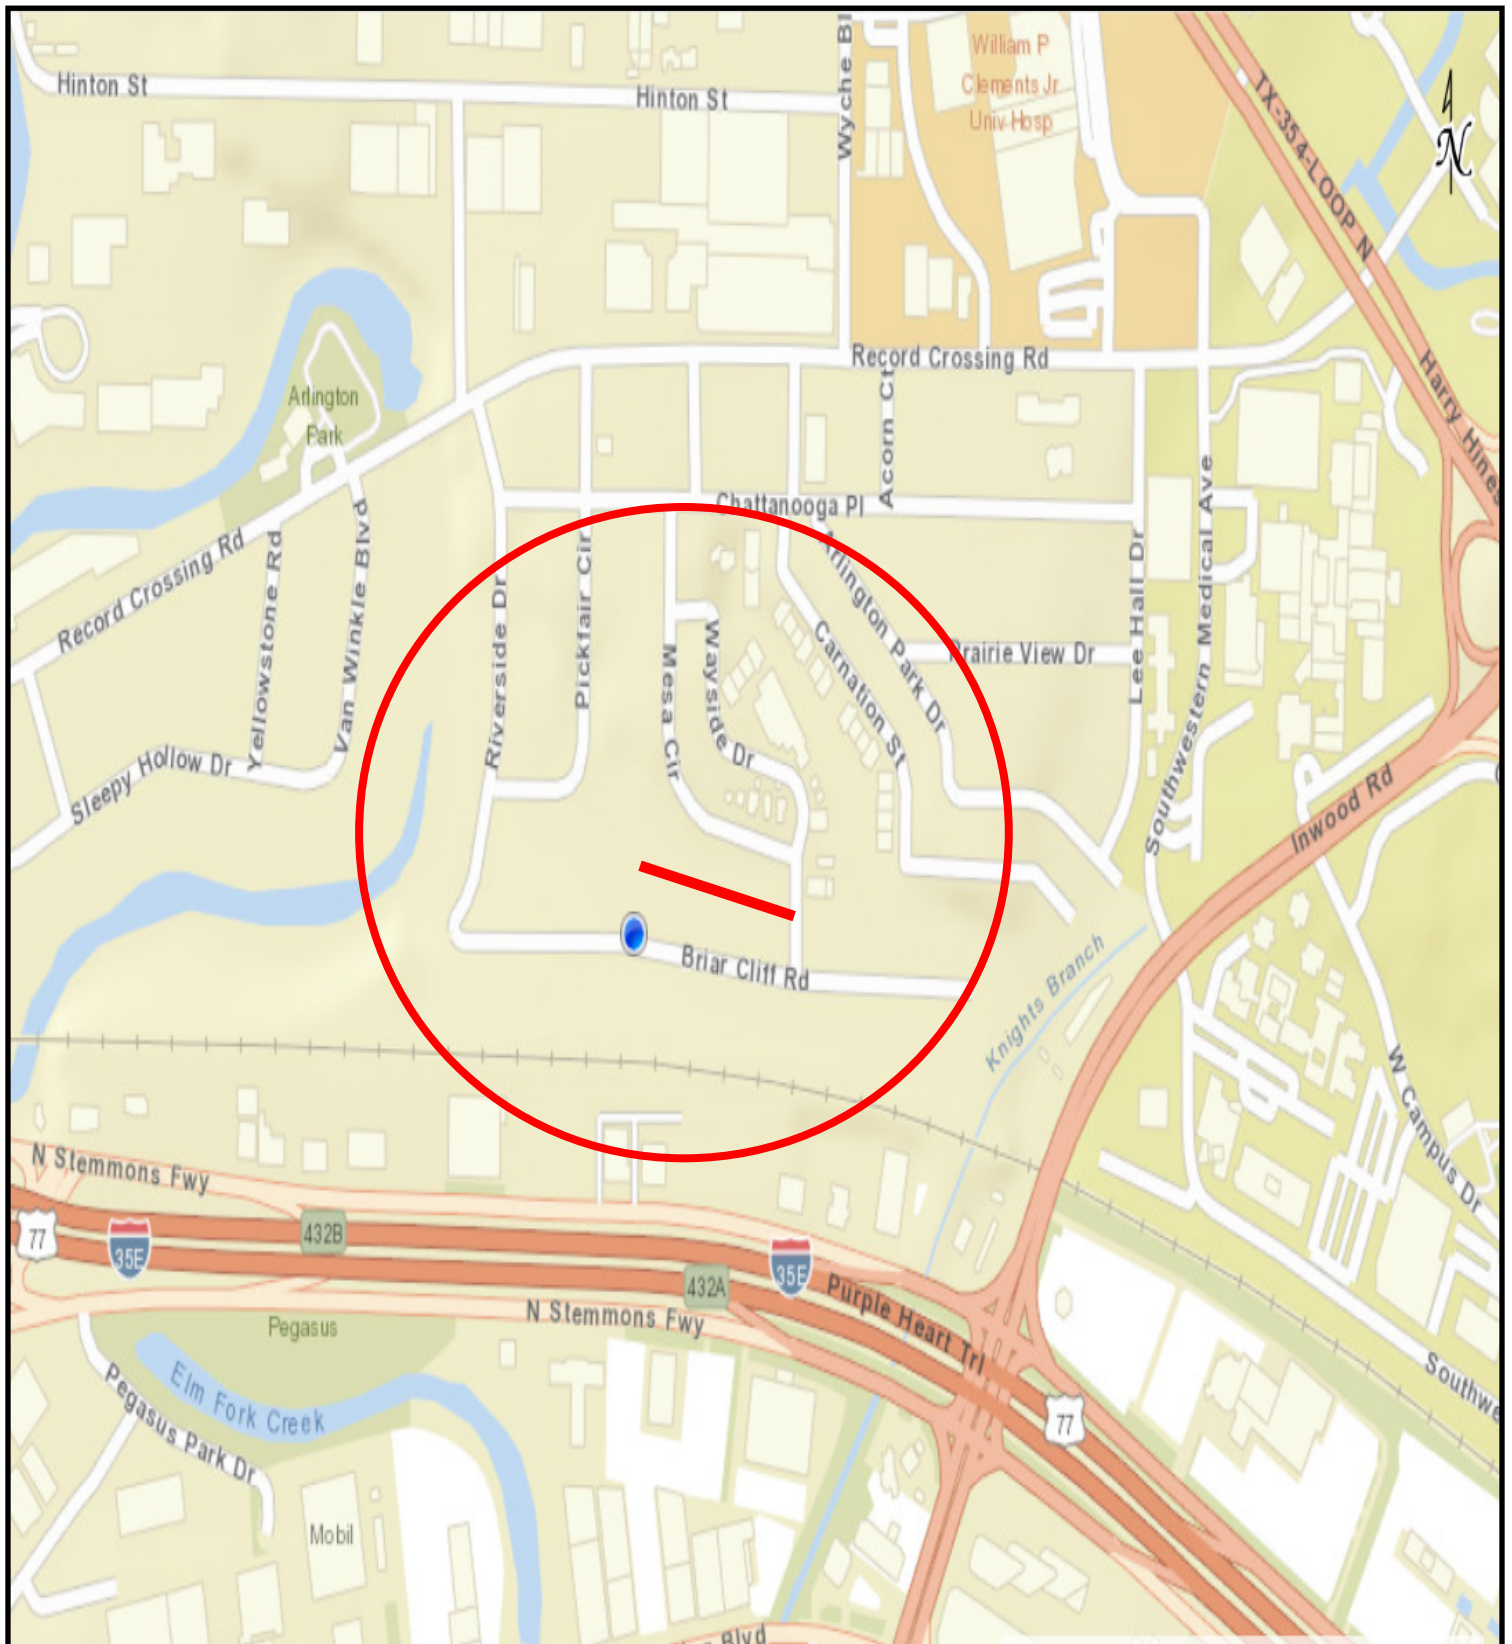 Hinton St
Hinton St
Wyche Bl
William P
Clements Jr
Univ Hosp
TX-354-LOOP N
N
Harry Hines
Record Crossing Rd
Acorn Ct
Arlington
Park
Chattanooga Pl
Record Crossing Rd
Yellowstone Rd
Van Winkle Blvd
Sleepy Hollow Dr
Riverside Dr
Pickfair Cir
Mesa Cir
Wayside Dr
Carnation St
Arlington Park Dr
Prairie View Dr
Lee Hall Dr
Southwestern Medical Ave
Inwood Rd
Briar Cliff Rd
Knights Branch
W Campus Dr
N Stemmons Fwy
77
35E
432B
432A
35E
Purple Heart Trl
N Stemmons Fwy
Pegasus
Elm Fork Creek
Pegasus Park Dr
77
Southwe
Mobil
Blvd